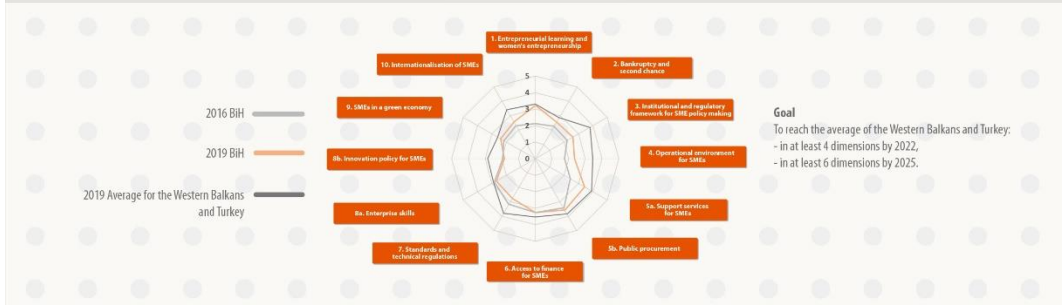 1. Entrepreneurial learning and
women's entrepreneurship
10. Internationalisation of SMEs
2. Bankruptcy and
second chance
5
4
3
2
1
0
9. SMEs in a green economy
3. Institutional and regulatory
framework for SME policy making
8b. Innovation policy for SMEs
4. Operational environment
for SMEs
8a. Enterprise skills
5a. Support services
for SMEs
7. Standards and
technical regulations
5b. Public procurement
6. Access to finance
for SMEs
2016 BiH
2019 BiH
2019 Average for the Western Balkans
and Turkey
Goal
To reach the average of the Western Balkans and Turkey:
- in at least 4 dimensions by 2022,
- in at least 6 dimensions by 2025.